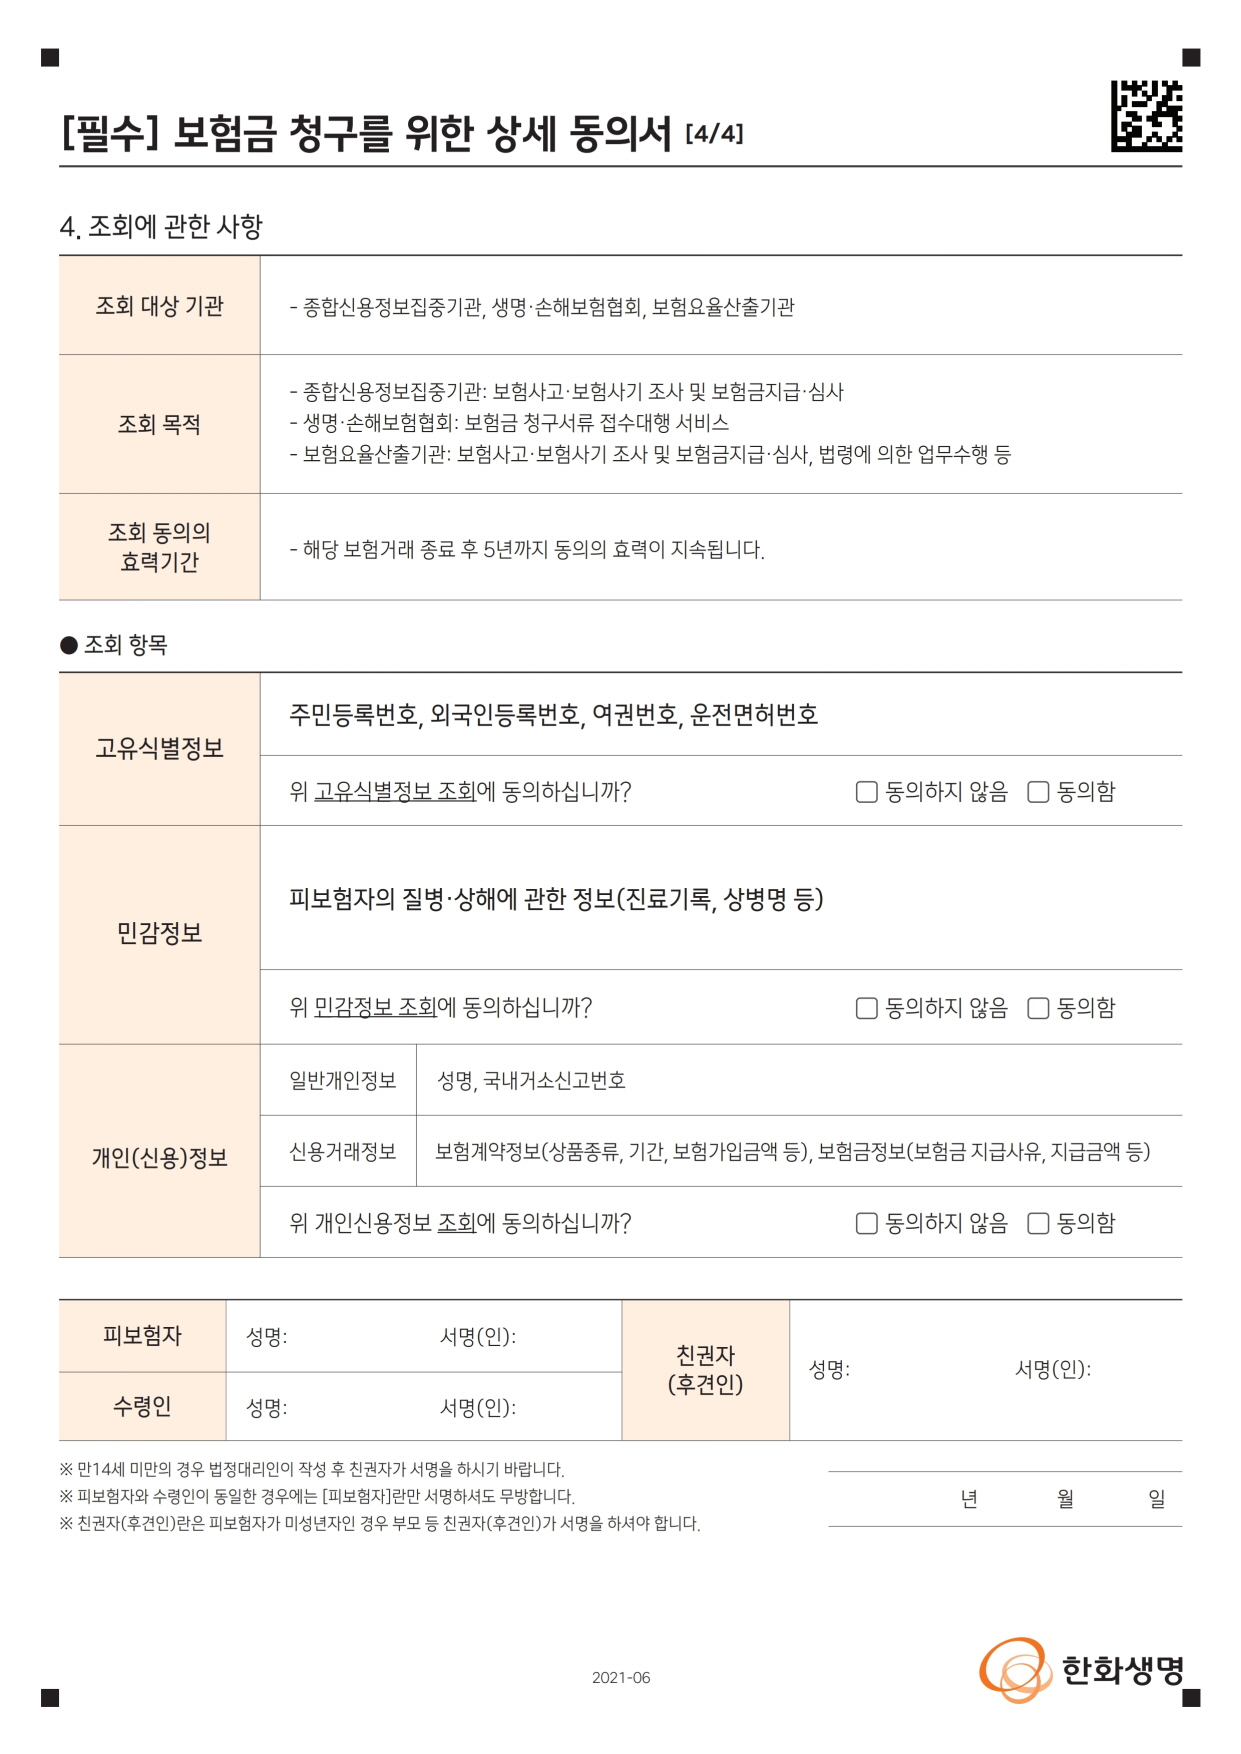 [필수] 보험금 청구를 위한 상세 동의서 [4/4]
4. 조회에 관한 사항
조회 대상 기관
- 종합신용정보집중기관, 생명·손해보험협회, 보험요율산출기관
조회 목적
- 종합신용정보집중기관: 보험사고·보험사기 조사 및 보험금지급·심사
- 생명·손해보험협회: 보험금 청구서류 접수대행 서비스
- 보험요율산출기관: 보험사고·보험사기 조사 및 보험금지급·심사, 법령에 의한 업무수행 등
조회 동의의
효력기간
- 해당 보험거래 종료 후 5년까지 동의의 효력이 지속됩니다.
● 조회 항목
고유식별정보
주민등록번호, 외국인등록번호, 여권번호, 운전면허번호
위 고유식별정보 조회에 동의하십니까? □ 동의하지 않음 □ 동의함
민감정보
피보험자의 질병·상해에 관한 정보(진료기록, 상병명 등)
위 민감정보 조회에 동의하십니까? □ 동의하지 않음 □ 동의함
개인(신용)정보
일반개인정보 성명, 국내거소신고번호
신용거래정보 보험계약정보(상품종류, 기간, 보험가입금액 등), 보험금정보(보험금 지급사유, 지급금액 등)
위 개인신용정보 조회에 동의하십니까? □ 동의하지 않음 □ 동의함
피보험자 성명: 서명(인):
수령인 성명: 서명(인):
친권자
(후견인)
성명: 서명(인):
※ 만14세 미만의 경우 법정대리인이 작성 후 친권자가 서명을 하시기 바랍니다.
※ 피보험자와 수령인이 동일한 경우에는 [피보험자]란만 서명하셔도 무방합니다.
※ 친권자(후견인)란은 피보험자가 미성년자인 경우 부모 등 친권자(후견인)가 서명을 하셔야 합니다.
년 월 일
2021-06
한화생명